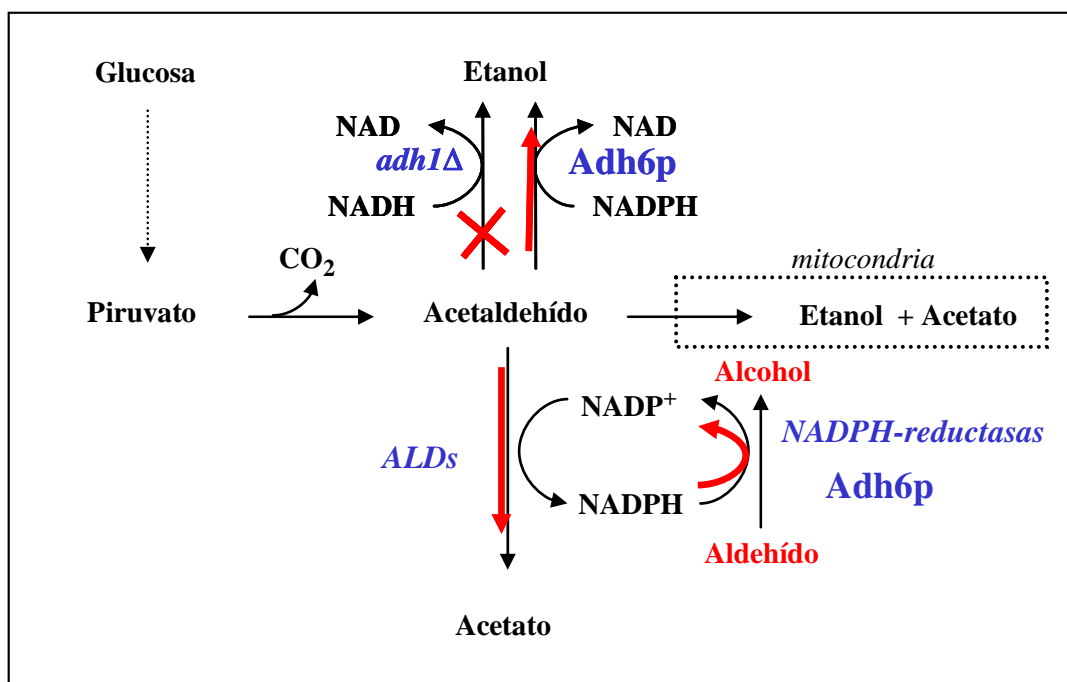 Glucosa
Etanol
NAD
NAD
adh1Δ
Adh6p
NADH
NADPH
CO2
mitocondria
Piruvato
Acetaldehído
Etanol + Acetato
Alcohol
NADP+
NADPH-reductasas
ALDs
Adh6p
NADPH
Aldehído
Acetato